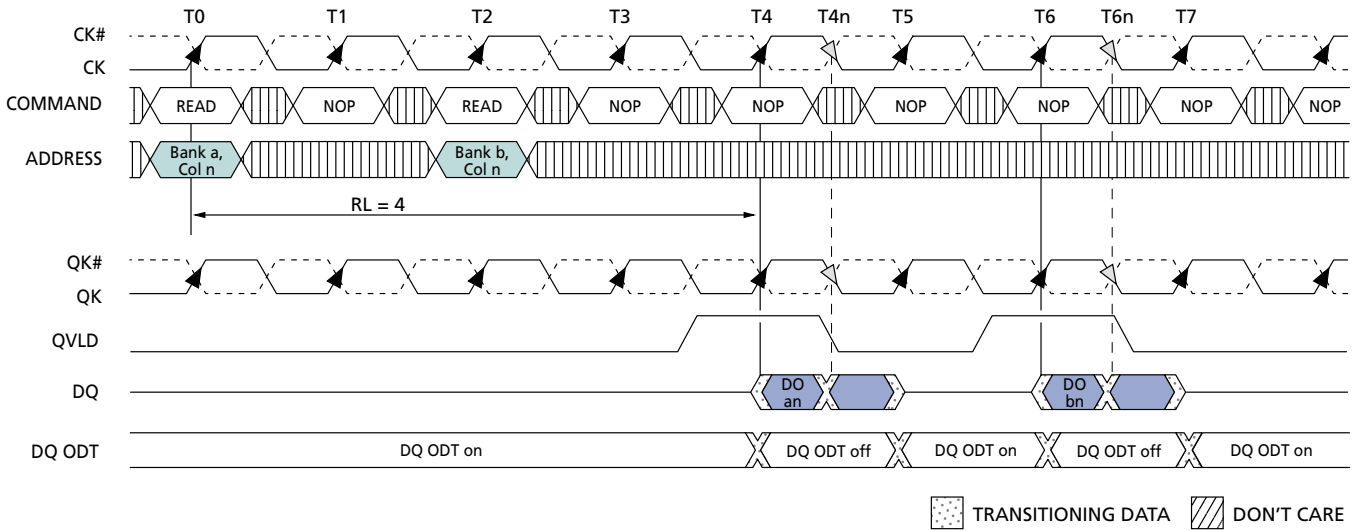 T0 T1 T2 T3 T4 T4n T5 T6 T6n T7
CK#
CK
COMMAND READ NOP READ NOP NOP NOP NOP NOP NOP
ADDRESS Bank a, Bank b,
Col n Col n
RL = 4
QK#
QK
QVLD
DQ DO DO
an bn
DQ ODT DQ ODT on DQ ODT off DQ ODT on DQ ODT off DQ ODT on
TRANSITIONING DATA DON'T CARE